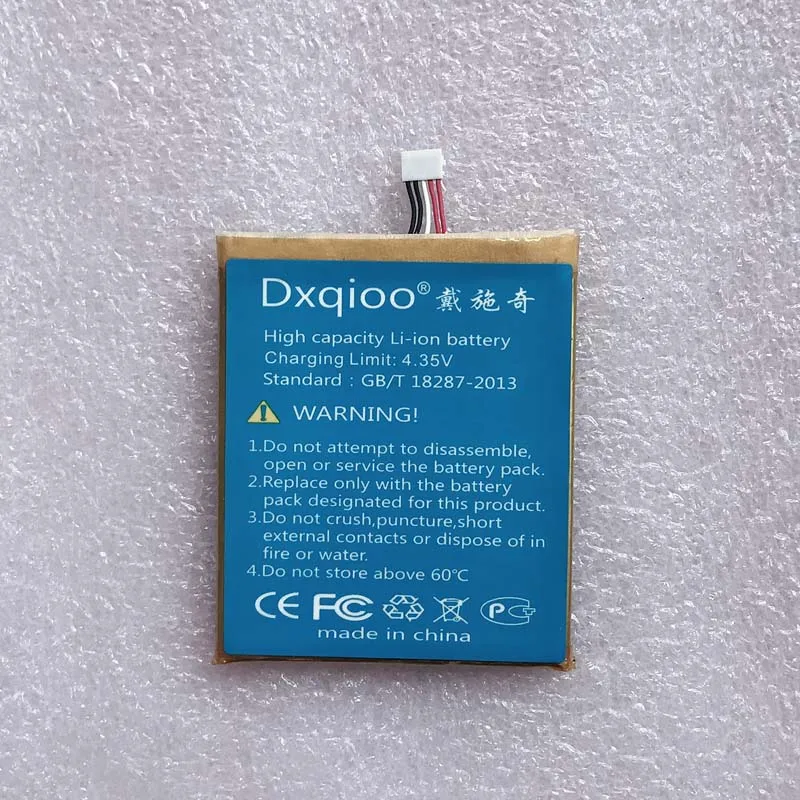 Dxqioo® 戴施奇
High capacity Li-ion battery
Charging Limit: 4.35V
Standard : GB/T 18287-2013
WARNING!
1.Do not attempt to disassemble,
open or service the battery pack.
2.Replace only with the battery
pack designated for this product.
3.Do not crush,puncture,short
external contacts or dispose of in
fire or water.
4.Do not store above 60℃
CE FC PG
made in china